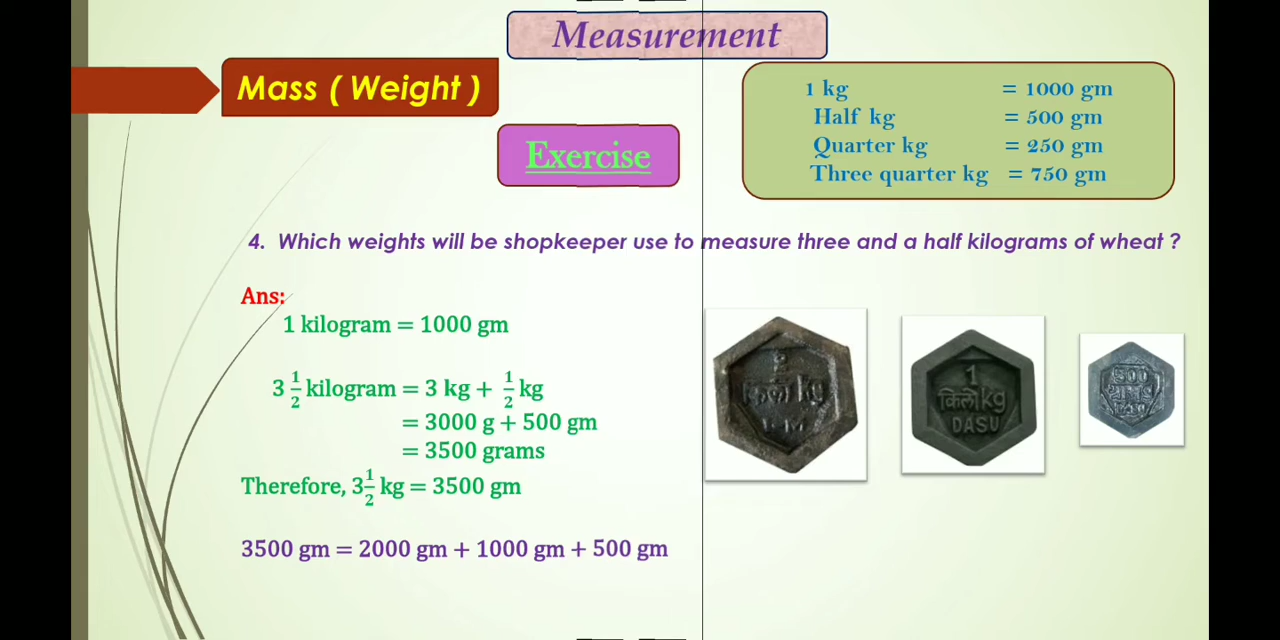 Measurement
Mass ( Weight )
1 kg = 1000 gm
Half kg = 500 gm
Quarter kg = 250 gm
Three quarter kg = 750 gm
Exercise
4. Which weights will be shopkeeper use to measure three and a half kilograms of wheat ?
Ans:
1 kilogram = 1000 gm
3 1/2 kilogram = 3 kg + 1/2 kg
= 3000 g + 500 gm
= 3500 grams
Therefore, 3 1/2 kg = 3500 gm
3500 gm = 2000 gm + 1000 gm + 500 gm
2
किलो kg
1
किलो kg
DASU
500